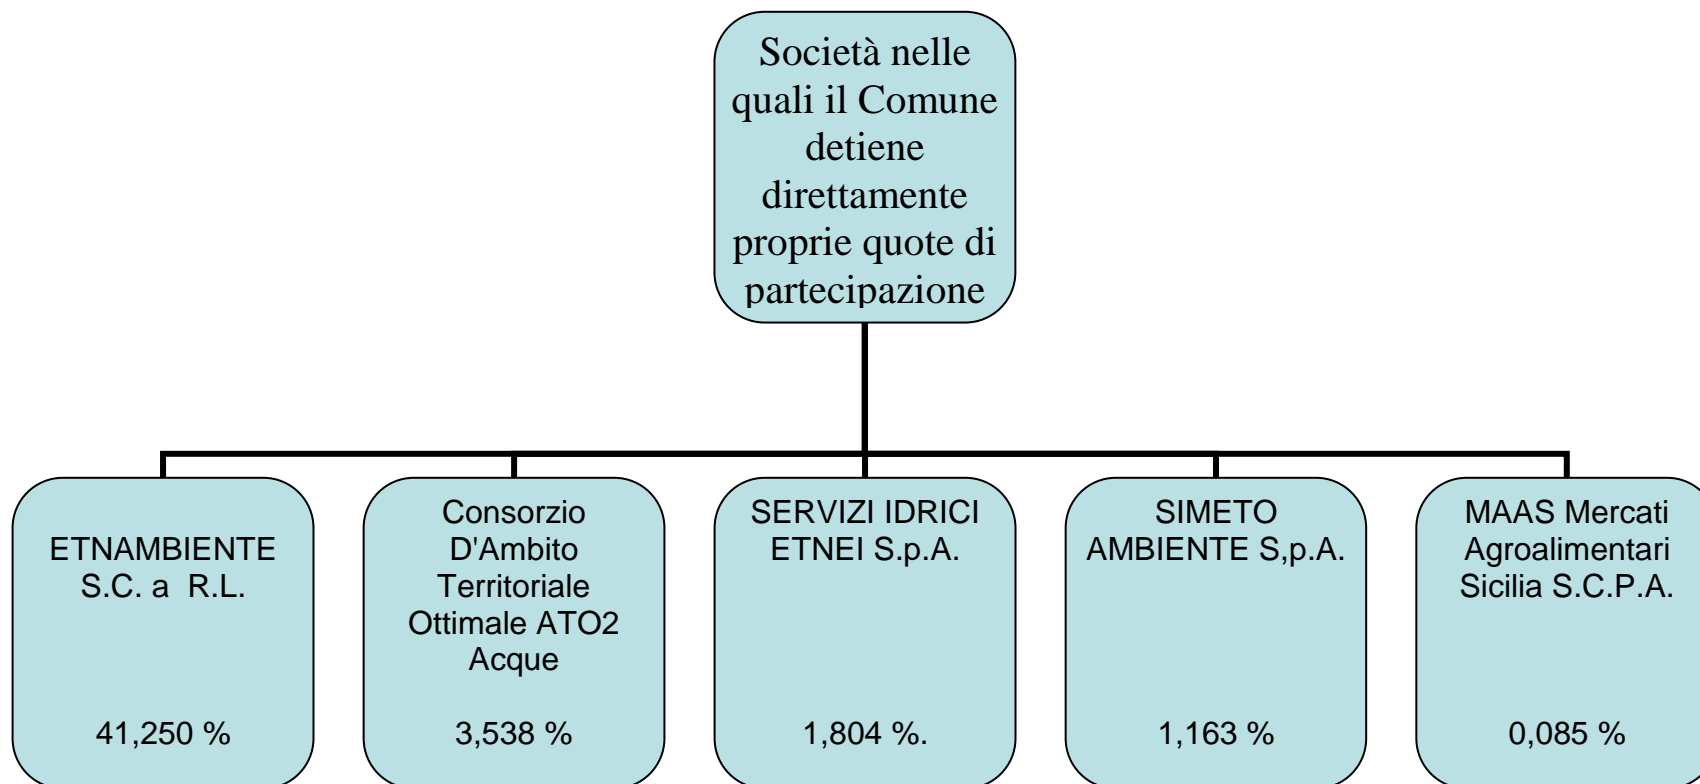 Società nelle
quali il Comune
detiene
direttamente
proprie quote di
partecipazione
ETNAMBIENTE
S.C. a  R.L.
41,250 %
Consorzio
D'Ambito
Territoriale
Ottimale ATO2
Acque
3,538 %
SERVIZI IDRICI
ETNEI S.p.A.
1,804 %.
SIMETO
AMBIENTE S,p.A.
1,163 %
MAAS Mercati
Agroalimentari
Sicilia S.C.P.A.
0,085 %